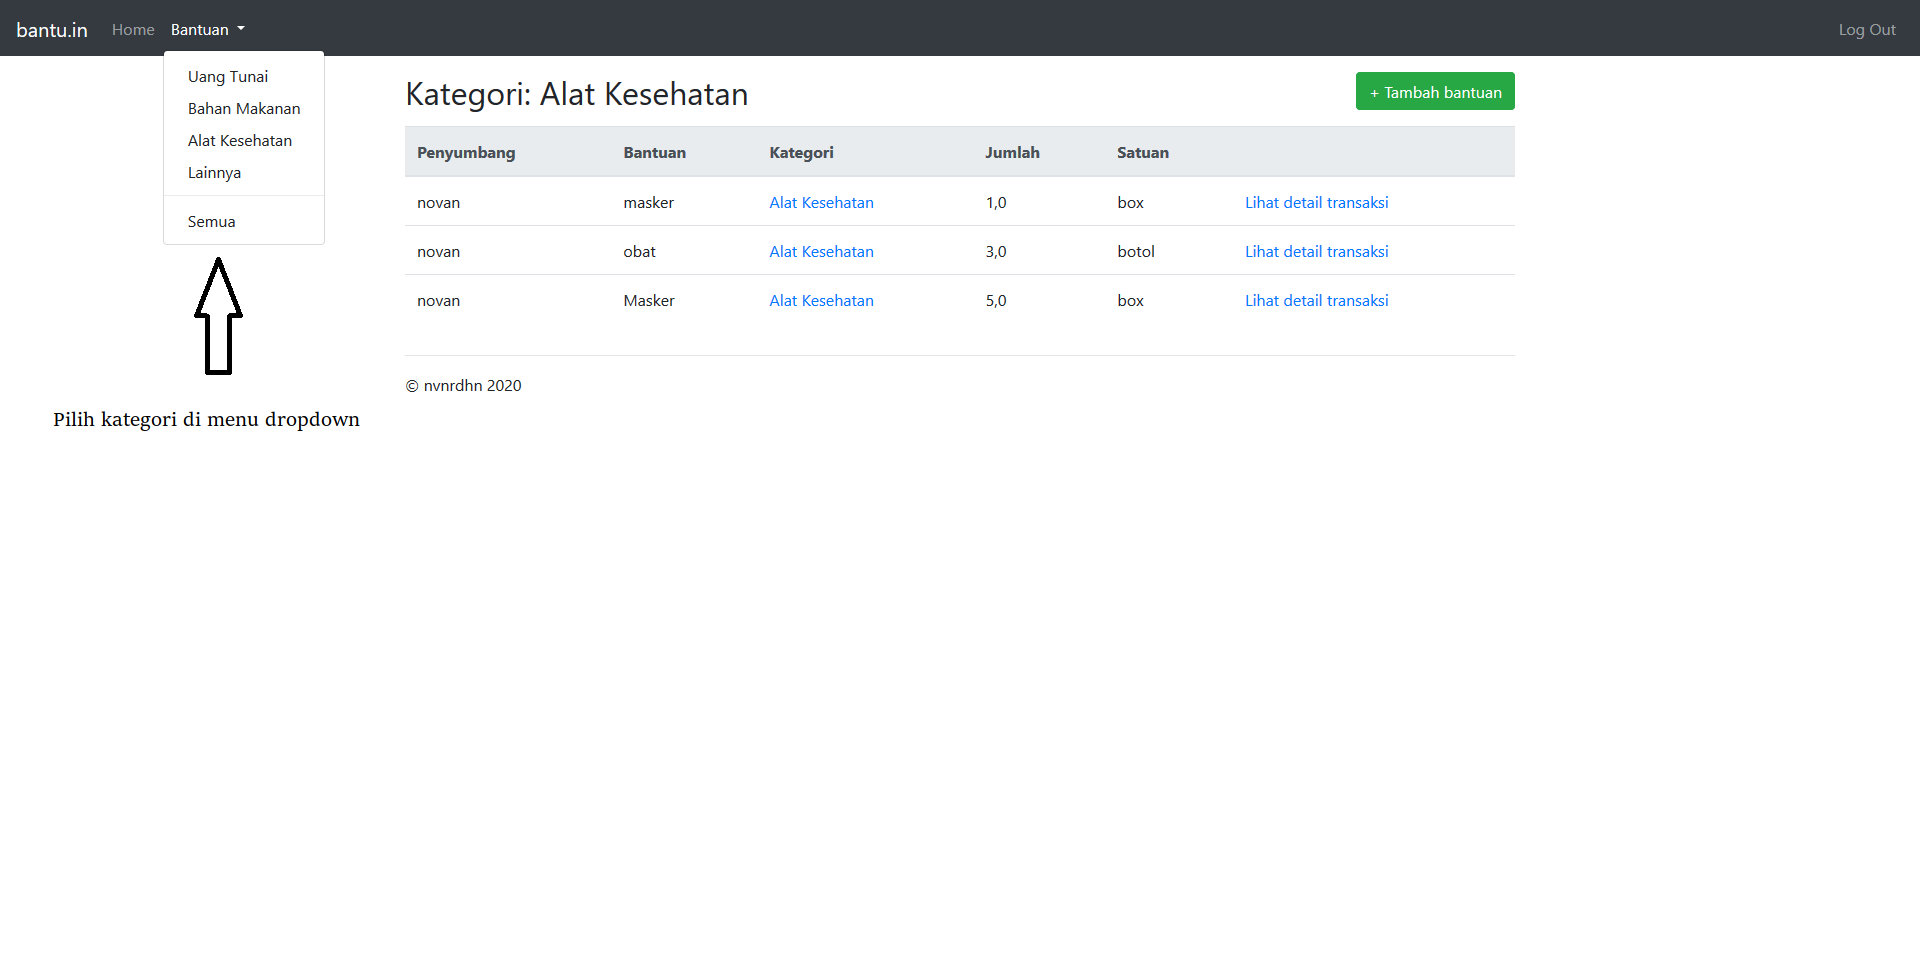 bantu.in Home Bantuan Log Out
Uang Tunai
Bahan Makanan
Alat Kesehatan
Lainnya
Semua
Pilih kategori di menu dropdown
Kategori: Alat Kesehatan
+ Tambah bantuan
Penyumbang Bantuan Kategori Jumlah Satuan
novan masker Alat Kesehatan 1,0 box Lihat detail transaksi
novan obat Alat Kesehatan 3,0 botol Lihat detail transaksi
novan Masker Alat Kesehatan 5,0 box Lihat detail transaksi
© nvnrdhn 2020